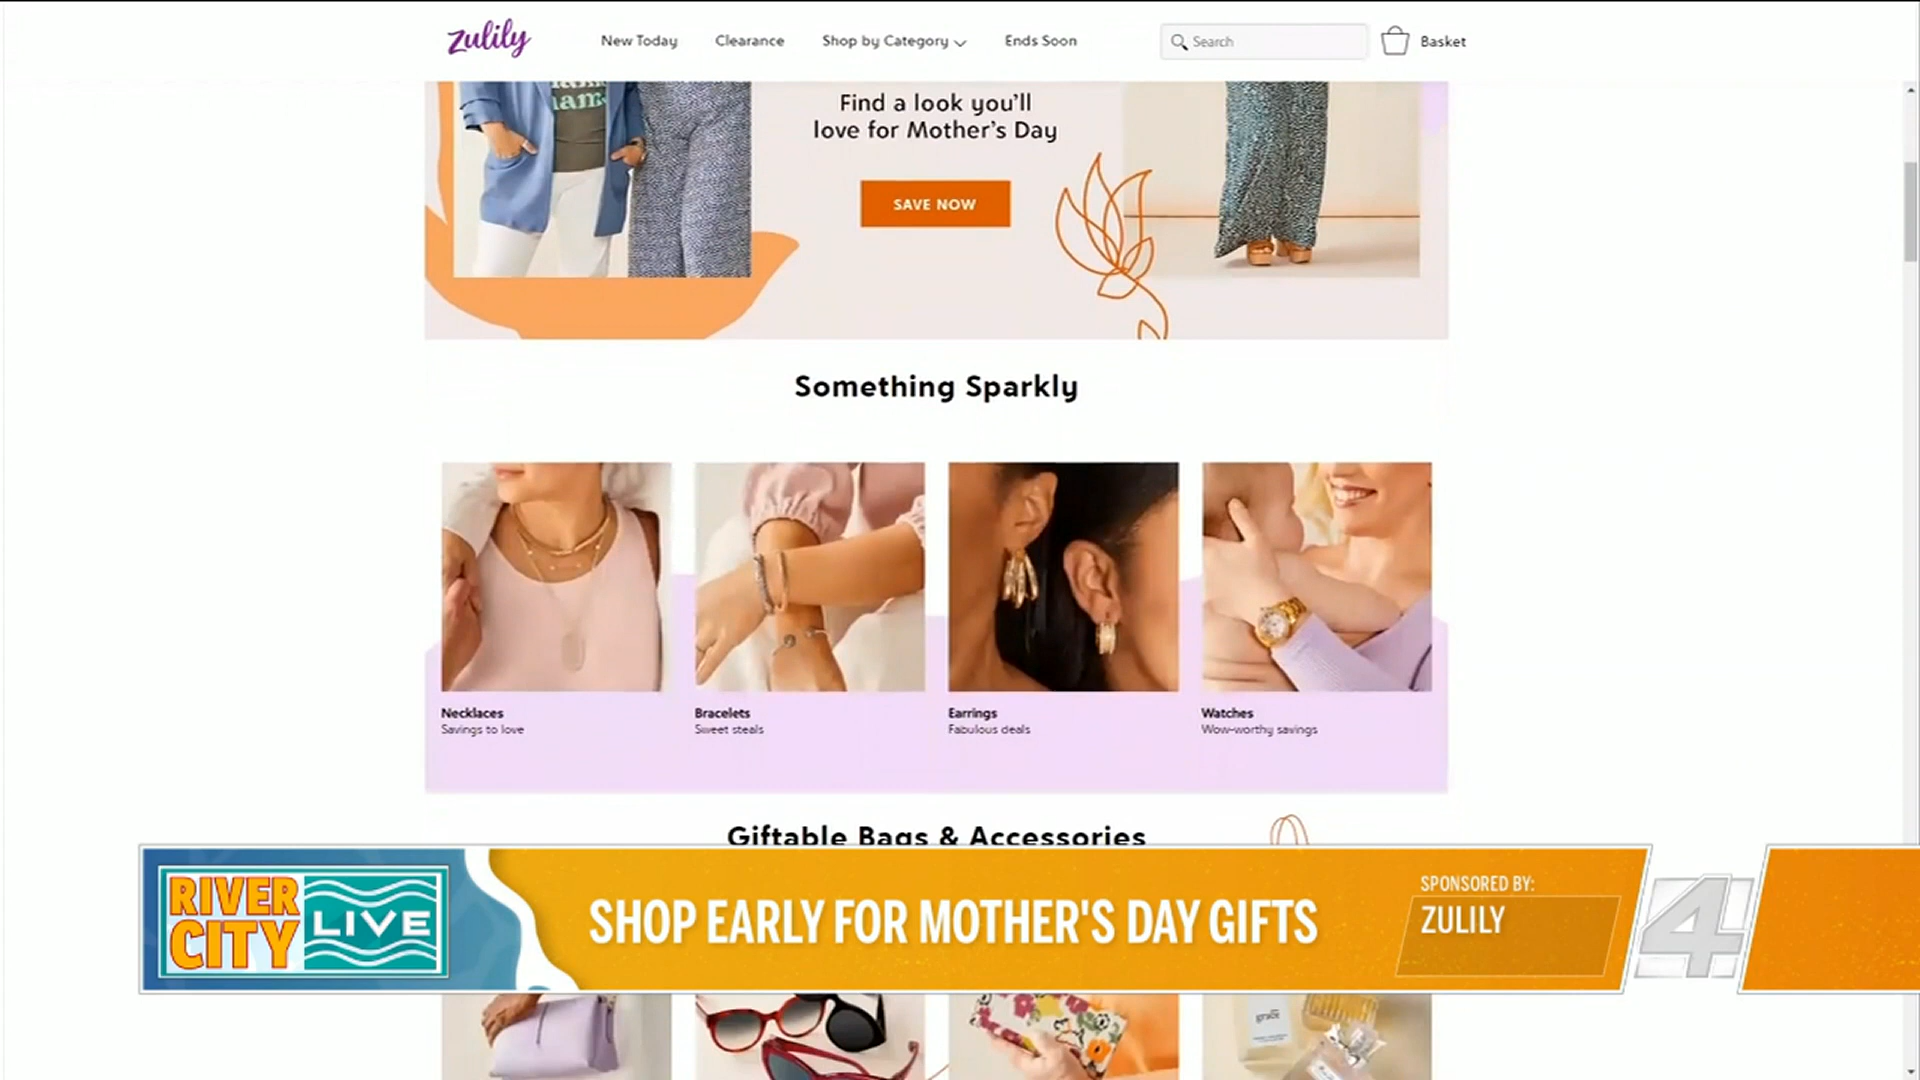 zulily
New Today
Clearance
Shop by Category
Ends Soon
Search
Basket
Find a look you'll
love for Mother's Day
SAVE NOW
Something Sparkly
Necklaces
Savings to love
Bracelets
Sweet steals
Earrings
Fabulous deals
Watches
Wow-worthy savings
Giftable Bags & Accessories
RIVER
CITY
LIVE
SHOP EARLY FOR MOTHER'S DAY GIFTS
SPONSORED BY:
ZULILY
4
grace